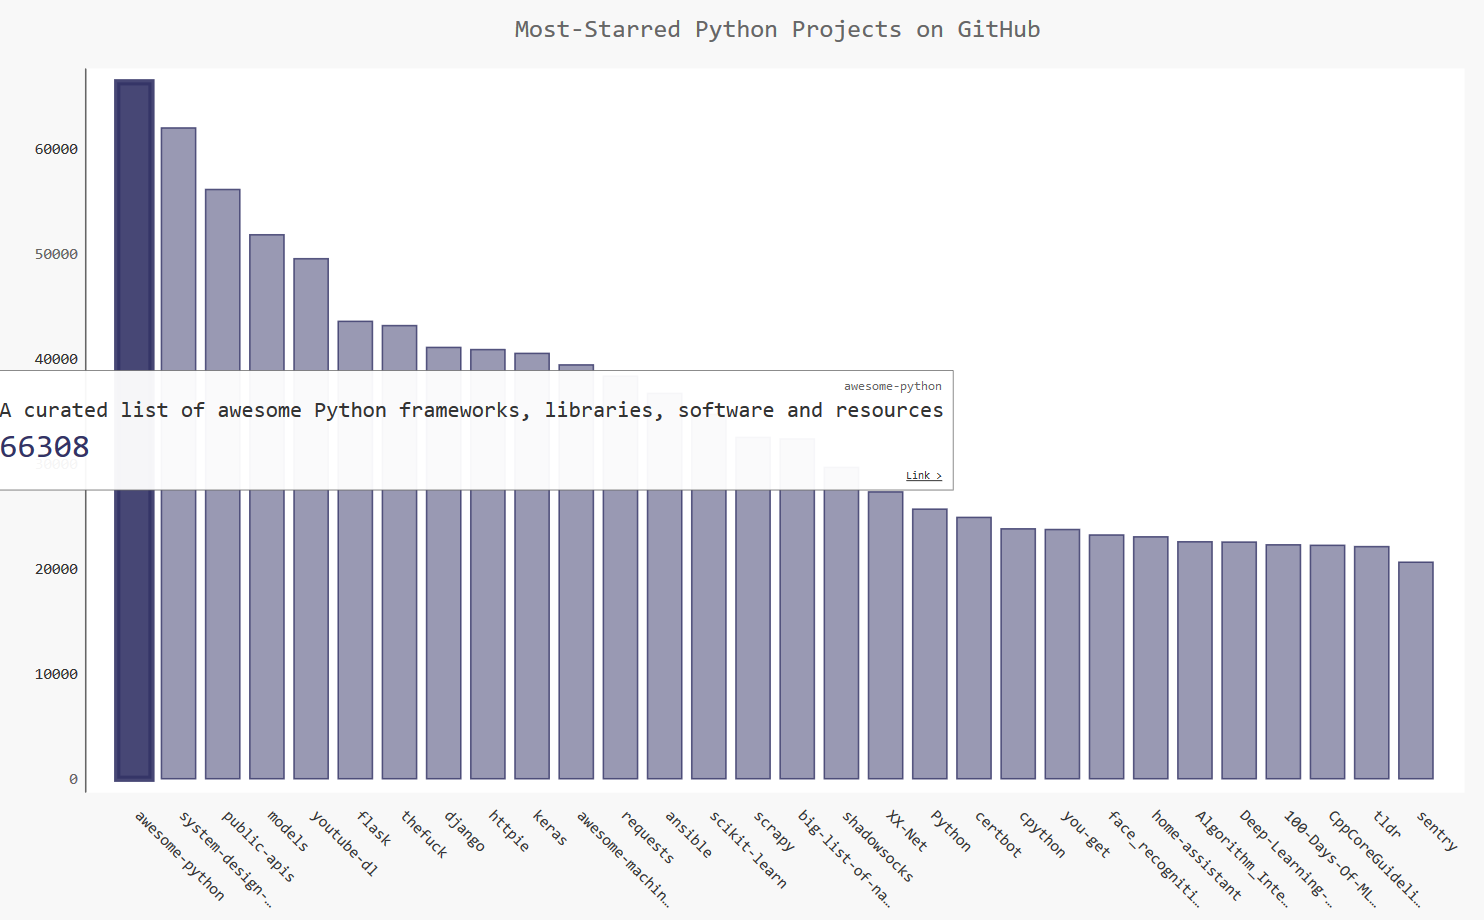 Most-Starred Python Projects on GitHub
60000
50000
40000
awesome-python
A curated list of awesome Python frameworks, libraries, software and resources
66308
30000
Link >
20000
10000
0
awesome-python
system-design-…
public-apis
models
youtube-dl
flask
thefuck
django
httpie
keras
awesome-machin…
requests
ansible
scikit-learn
scrapy
big-list-of-na…
shadowsocks
XX-Net
Python
certbot
cpython
you-get
face_recogniti…
home-assistant
Algorithm_Inte…
Deep-Learning-…
100-Days-Of-ML…
CppCoreGuideli…
tldr
sentry